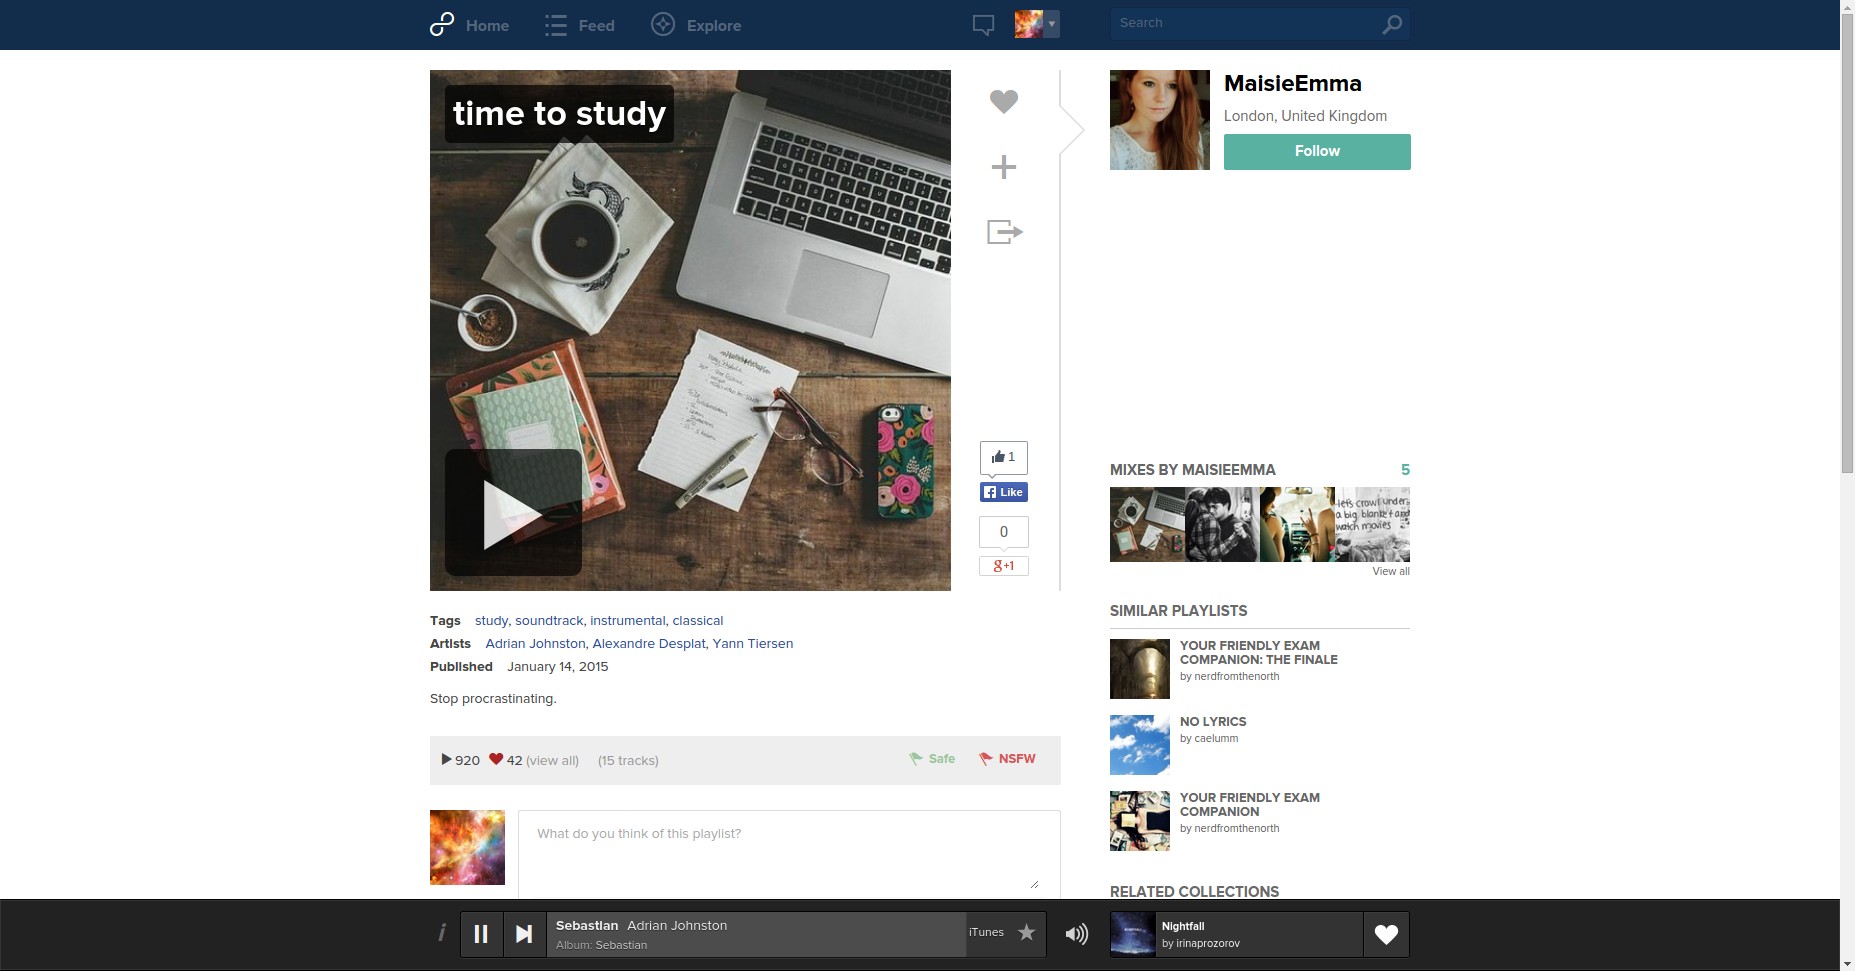 Home
Feed
Explore
Search
time to study
MaisieEmma
London, United Kingdom
Follow
1
Like
0
g+1
MIXES BY MAISIEEMMA 5
let's crawl under
a big blanket and
watch movies
View all
SIMILAR PLAYLISTS
YOUR FRIENDLY EXAM
COMPANION: THE FINALE
by nerdfromthenorth
NO LYRICS
by caelumm
YOUR FRIENDLY EXAM
COMPANION
by nerdfromthenorth
RELATED COLLECTIONS
Tags study, soundtrack, instrumental, classical
Artists Adrian Johnston, Alexandre Desplat, Yann Tiersen
Published January 14, 2015
Stop procrastinating.
920 42 (view all) (15 tracks) Safe NSFW
What do you think of this playlist?
i
Sebastian Adrian Johnston
Album: Sebastian
iTunes
Nightfall
by irinaprozorov